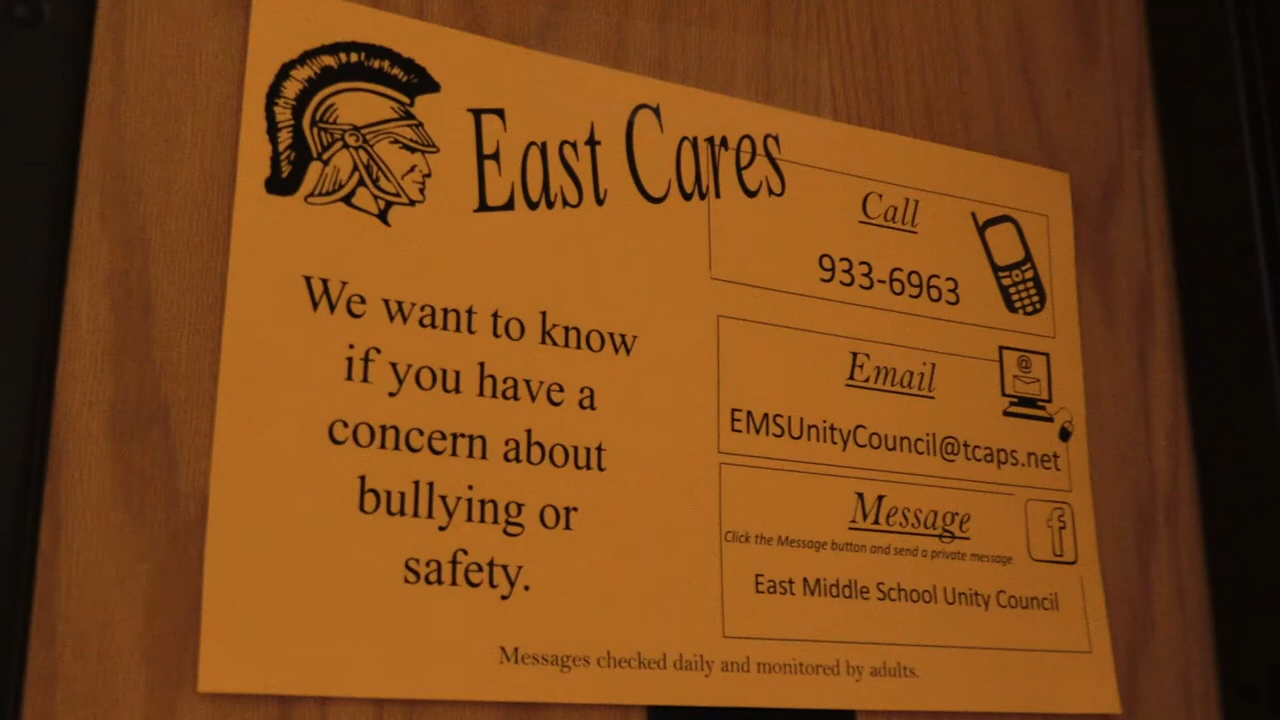 East Cares
We want to know
if you have a
concern about
bullying or
safety.
Call
933-6963
Email
@
EMSUnityCouncil@tcaps.net
Message
f
Click the Message button and send a private message
East Middle School Unity Council
Messages checked daily and monitored by adults.